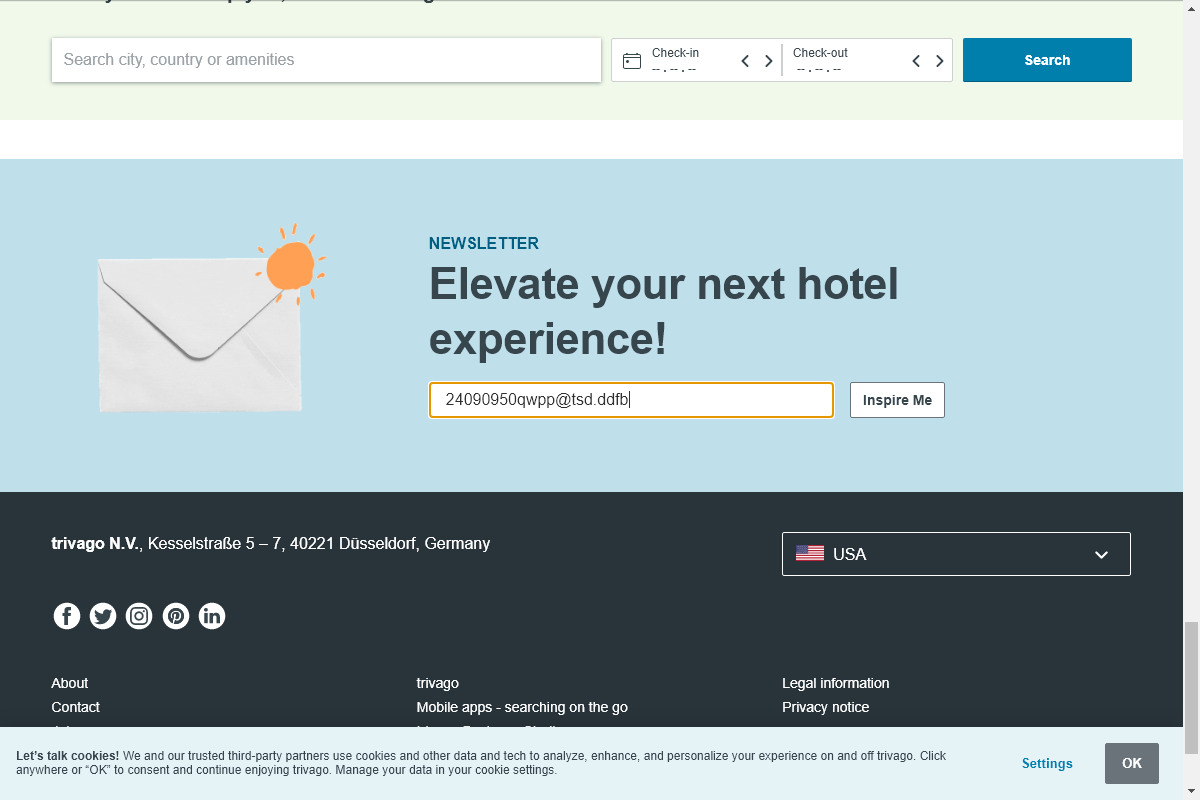 Search city, country or amenities
Check-in
Check-out
Search
NEWSLETTER
Elevate your next hotel
experience!
24090950qwpp@tsd.ddfb
Inspire Me
trivago N.V., Kesselstraße 5 – 7, 40221 Düsseldorf, Germany
USA
About
trivago
Legal information
Contact
Mobile apps - searching on the go
Privacy notice
Let's talk cookies! We and our trusted third-party partners use cookies and other data and tech to analyze, enhance, and personalize your experience on and off trivago. Click
anywhere or “OK” to consent and continue enjoying trivago. Manage your data in your cookie settings.
Settings
OK